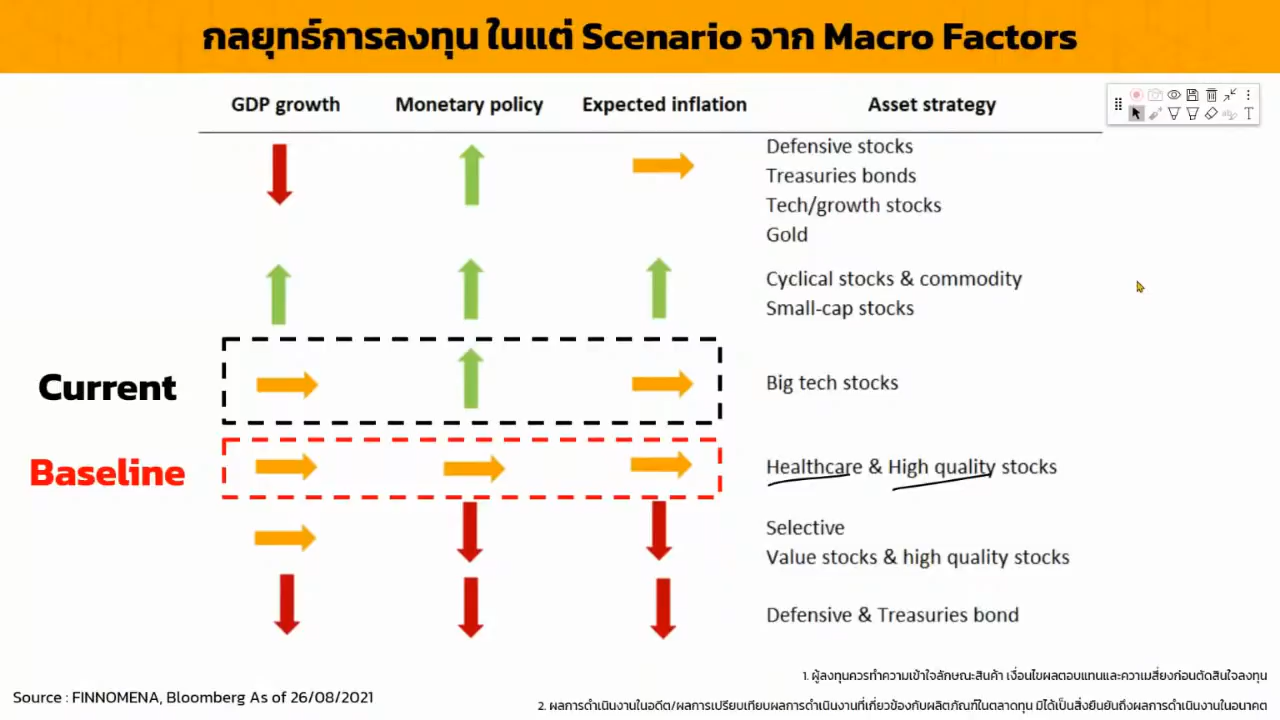 กลยุทธ์การลงทุน ในแต่ Scenario จาก Macro Factors
GDP growth Monetary policy Expected inflation Asset strategy
Defensive stocks
Treasuries bonds
Tech/growth stocks
Gold
Cyclical stocks & commodity
Small-cap stocks
Current Big tech stocks
Baseline Healthcare & High quality stocks
Selective
Value stocks & high quality stocks
Defensive & Treasuries bond
1. ผู้ลงทุนควรทำความเข้าใจลักษณะสินค้า เงื่อนไขผลตอบแทนและความเสี่ยงก่อนตัดสินใจลงทุน
Source : FINNOMENA, Bloomberg As of 26/08/2021
2. ผลการดำเนินงานในอดีต/ผลการเปรียบเทียบผลการดำเนินงานที่เกี่ยวข้องกับผลิตภัณฑ์ในตลาดทุน มิได้เป็นสิ่งยืนยันถึงผลการดำเนินงานในอนาคต